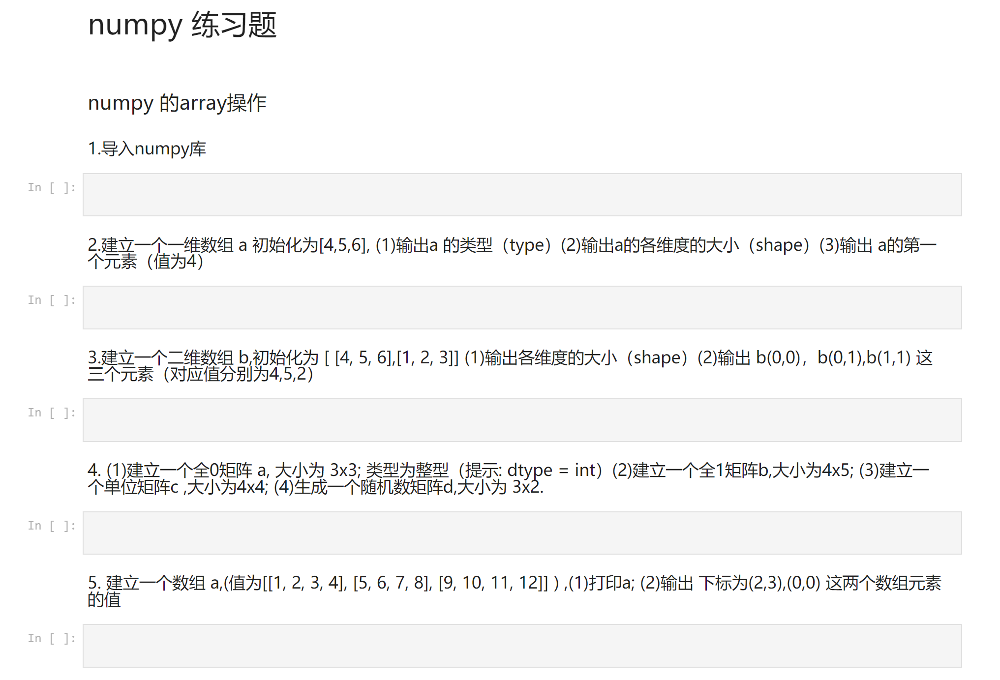 numpy 练习题
numpy 的array操作
1.导入numpy库
In [ ]:
2.建立一个一维数组 a 初始化为[4,5,6], (1)输出a 的类型（type）(2)输出a的各维度的大小（shape）(3)输出 a的第一
个元素（值为4）
In [ ]:
3.建立一个二维数组 b,初始化为 [ [4, 5, 6],[1, 2, 3]] (1)输出各维度的大小（shape）(2)输出 b(0,0)，b(0,1),b(1,1) 这
三个元素（对应值分别为4,5,2）
In [ ]:
4. (1)建立一个全0矩阵 a, 大小为 3x3; 类型为整型（提示: dtype = int）(2)建立一个全1矩阵b,大小为4x5; (3)建立一
个单位矩阵c ,大小为4x4; (4)生成一个随机数矩阵d,大小为 3x2.
In [ ]:
5. 建立一个数组 a,(值为[[1, 2, 3, 4], [5, 6, 7, 8], [9, 10, 11, 12]] ) ,(1)打印a; (2)输出 下标为(2,3),(0,0) 这两个数组元素
的值
In [ ]: